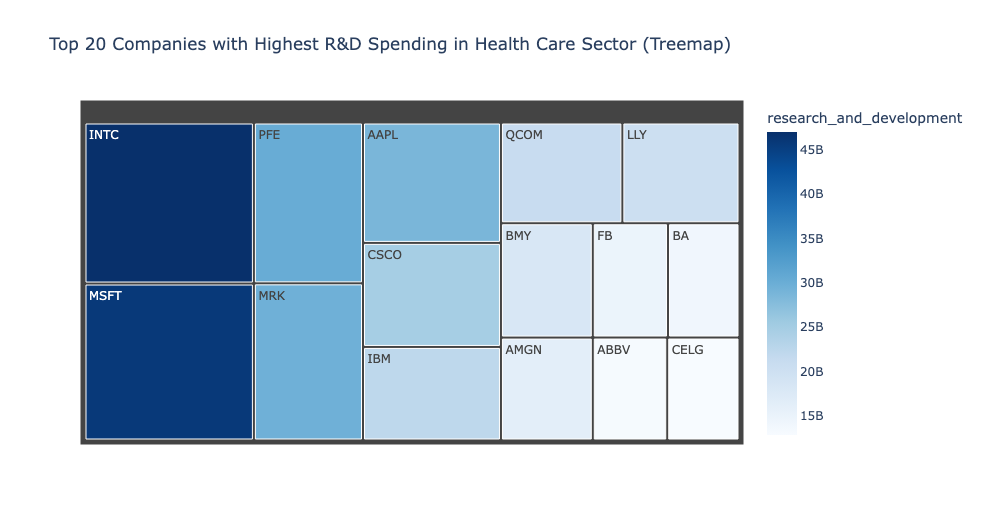 Top 20 Companies with Highest R&D Spending in Health Care Sector (Treemap)
INTC
PFE
AAPL
QCOM
LLY
BMY
FB
BA
CSCO
MSFT
MRK
IBM
AMGN
ABBV
CELG
research_and_development
45B
40B
35B
30B
25B
20B
15B